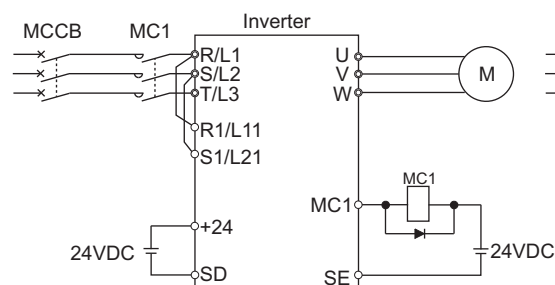 Inverter
MCCB MC1
R/L1 U
S/L2 V M
T/L3 W
R1/L11
S1/L21
MC1
MC1
+24
24VDC 24VDC
SD SE